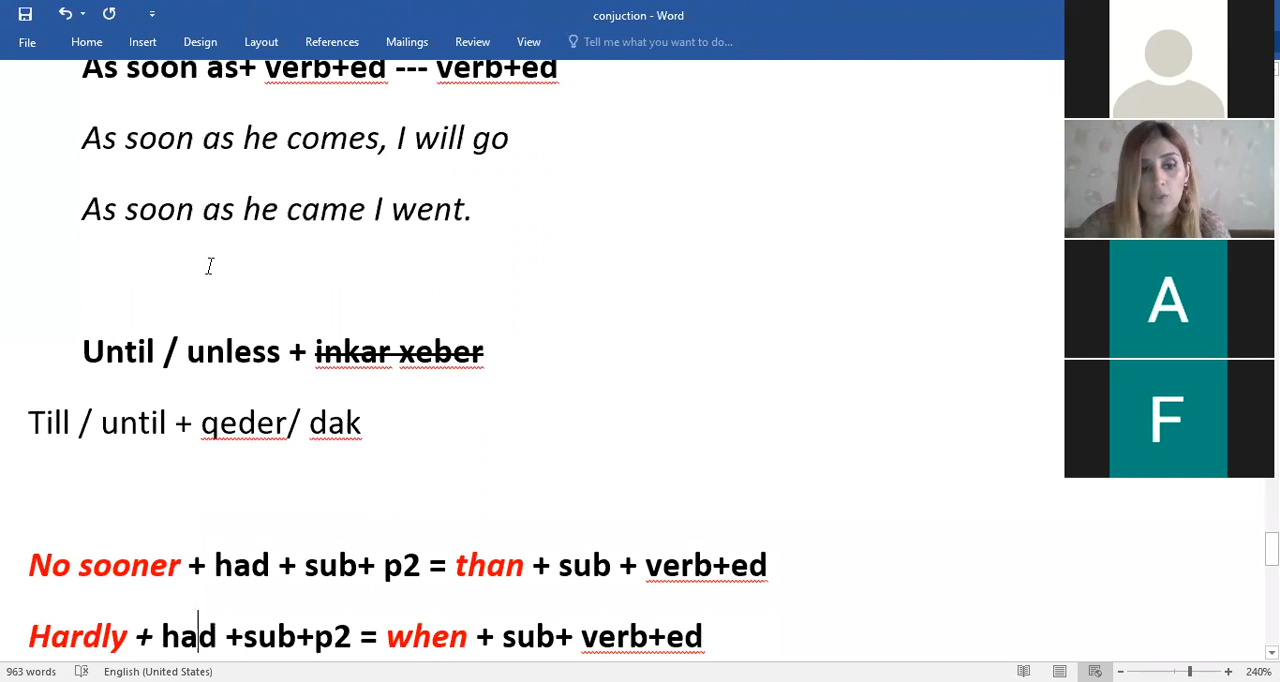 conjuction - Word
File Home Insert Design Layout References Mailings Review View Tell me what you want to do...
As soon as+ verb+ed --- verb+ed
As soon as he comes, I will go
As soon as he came I went.
Until / unless + inkar xeber
Till / until + qeder/ dak
No sooner + had + sub+ p2 = than + sub + verb+ed
Hardly + had +sub+p2 = when + sub+ verb+ed
A
F
963 words English (United States) 240%